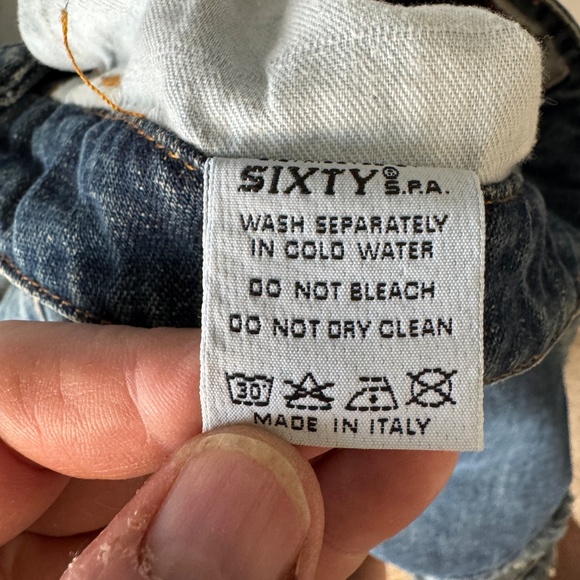 SIXTY® S.P.A.
WASH SEPARATELY
IN COLD WATER
DO NOT BLEACH
DO NOT DRY CLEAN
30
MADE IN ITALY